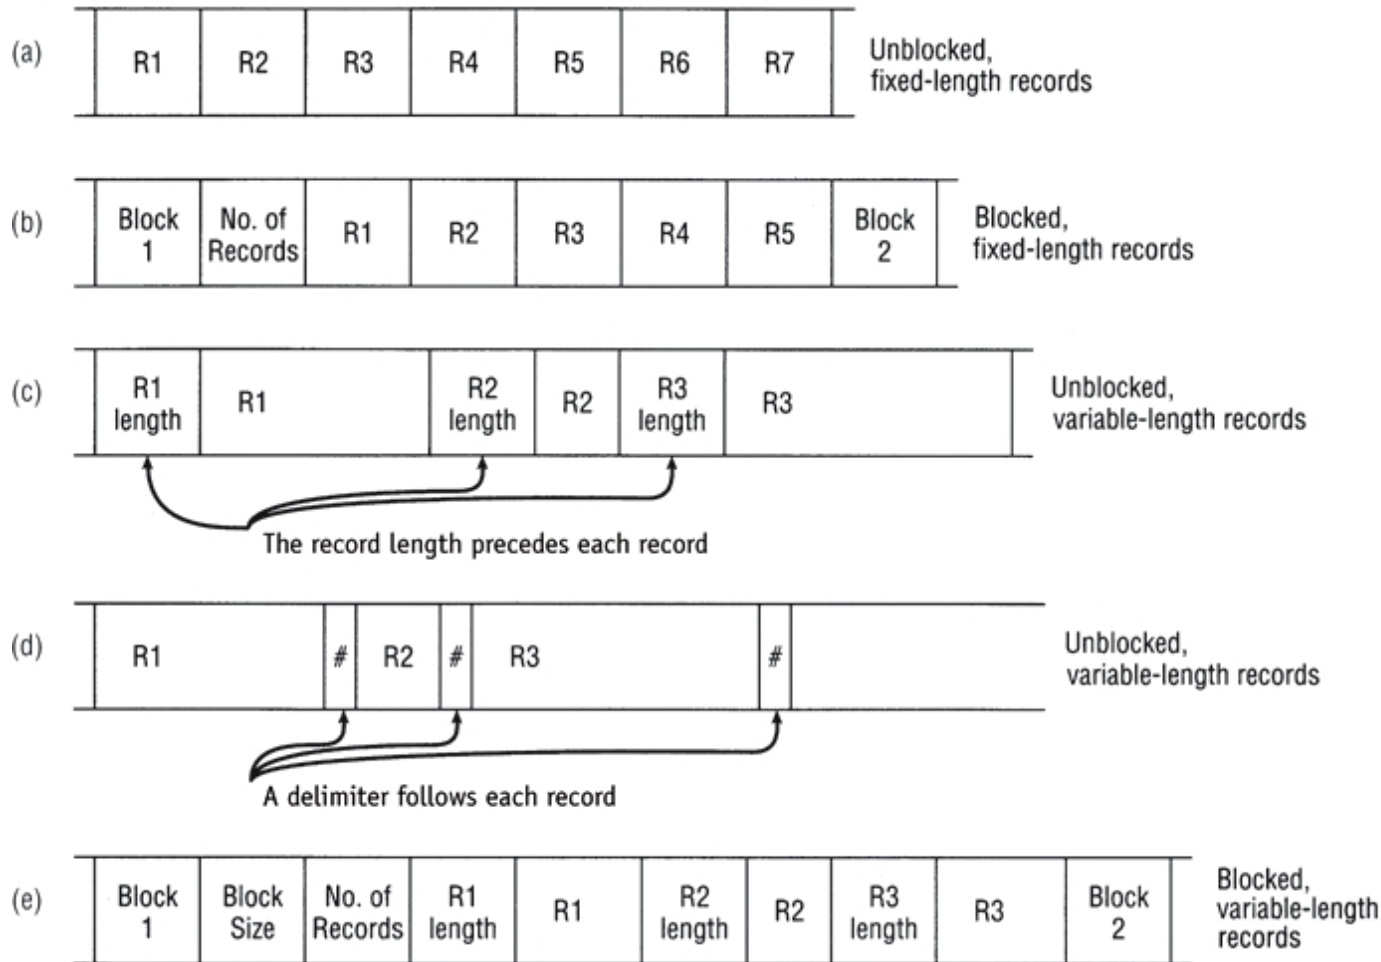 (a)
R1
R2
R3
R4
R5
R6
R7
Unblocked,
fixed-length records
(b)
Block
1
No. of
Records
R1
R2
R3
R4
R5
Block
2
Blocked,
fixed-length records
(c)
R1
length
R1
R2
length
R2
R3
length
R3
Unblocked,
variable-length records
The record length precedes each record
(d)
R1
#
R2
#
R3
#
Unblocked,
variable-length records
A delimiter follows each record
(e)
Block
1
Block
Size
No. of
Records
R1
length
R1
R2
length
R2
R3
length
R3
Block
2
Blocked,
variable-length
records